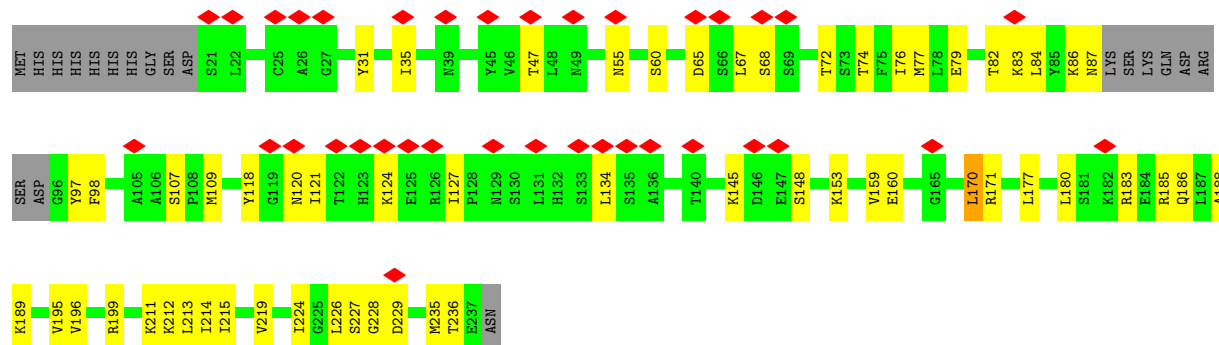 MET HIS HIS HIS HIS HIS HIS GLY SER ASP S21 L22 C25 A26 G27 Y31 I35 N39 Y45 V46 T47 L48 N49 N55 S60 D65 S66 L67 S68 S69 T72 S73 T74 F75 I76 M77 L78 E79 T82 K83 L84 Y85 K86 N87 LYS SER LYS GLN ASP ARG
SER ASP G96 Y97 F98 A105 A106 S107 P108 M109 Y118 G119 N120 I121 T122 H123 K124 E125 R126 I127 P128 N129 S130 L131 H132 S133 L134 S135 A136 T140 K145 D146 E147 S148 K153 V159 E160 G165 L170 R171 L177 L180 S181 K182 R183 E184 R185 Q186 L187 A188
K189 V195 V196 R199 K211 K212 L213 I214 I215 V219 I224 G225 L226 S227 G228 D229 M235 T236 E237 ASN